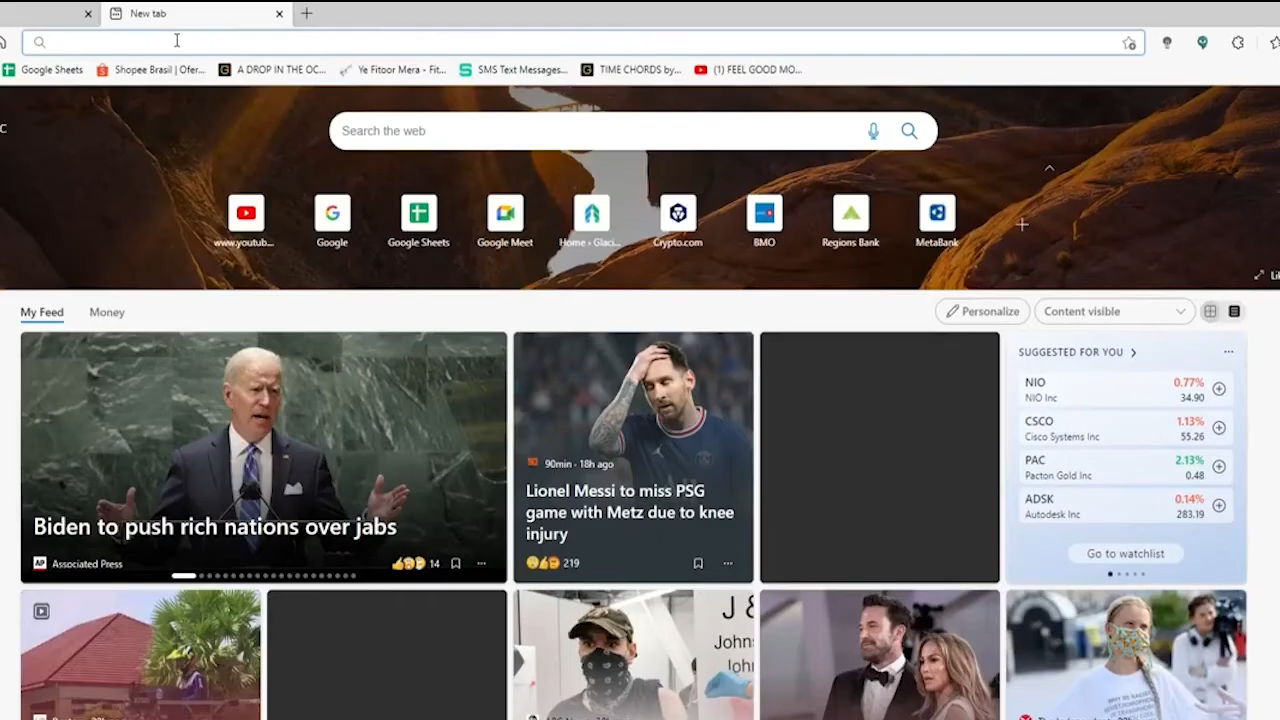 New tab
Google Sheets
Shopee Brasil | Ofer...
A DROP IN THE OC...
Ye Fitoor Mera - Fit...
SMS Text Messages...
TIME CHORDS by...
(1) FEEL GOOD MO...
Search the web
www.youtub...
Google
Google Sheets
Google Meet
Home › Glaci...
Crypto.com
BMO
Regions Bank
MetaBank
My Feed
Money
Personalize
Content visible
Biden to push rich nations over jabs
AP Associated Press
14
90min · 18h ago
Lionel Messi to miss PSG
game with Metz due to knee
injury
219
SUGGESTED FOR YOU
NIO 0.77%
NIO Inc 34.90
CSCO 1.13%
Cisco Systems Inc 55.26
PAC 2.13%
Pacton Gold Inc 0.48
ADSK 0.14%
Autodesk Inc 283.19
Go to watchlist
J &
John